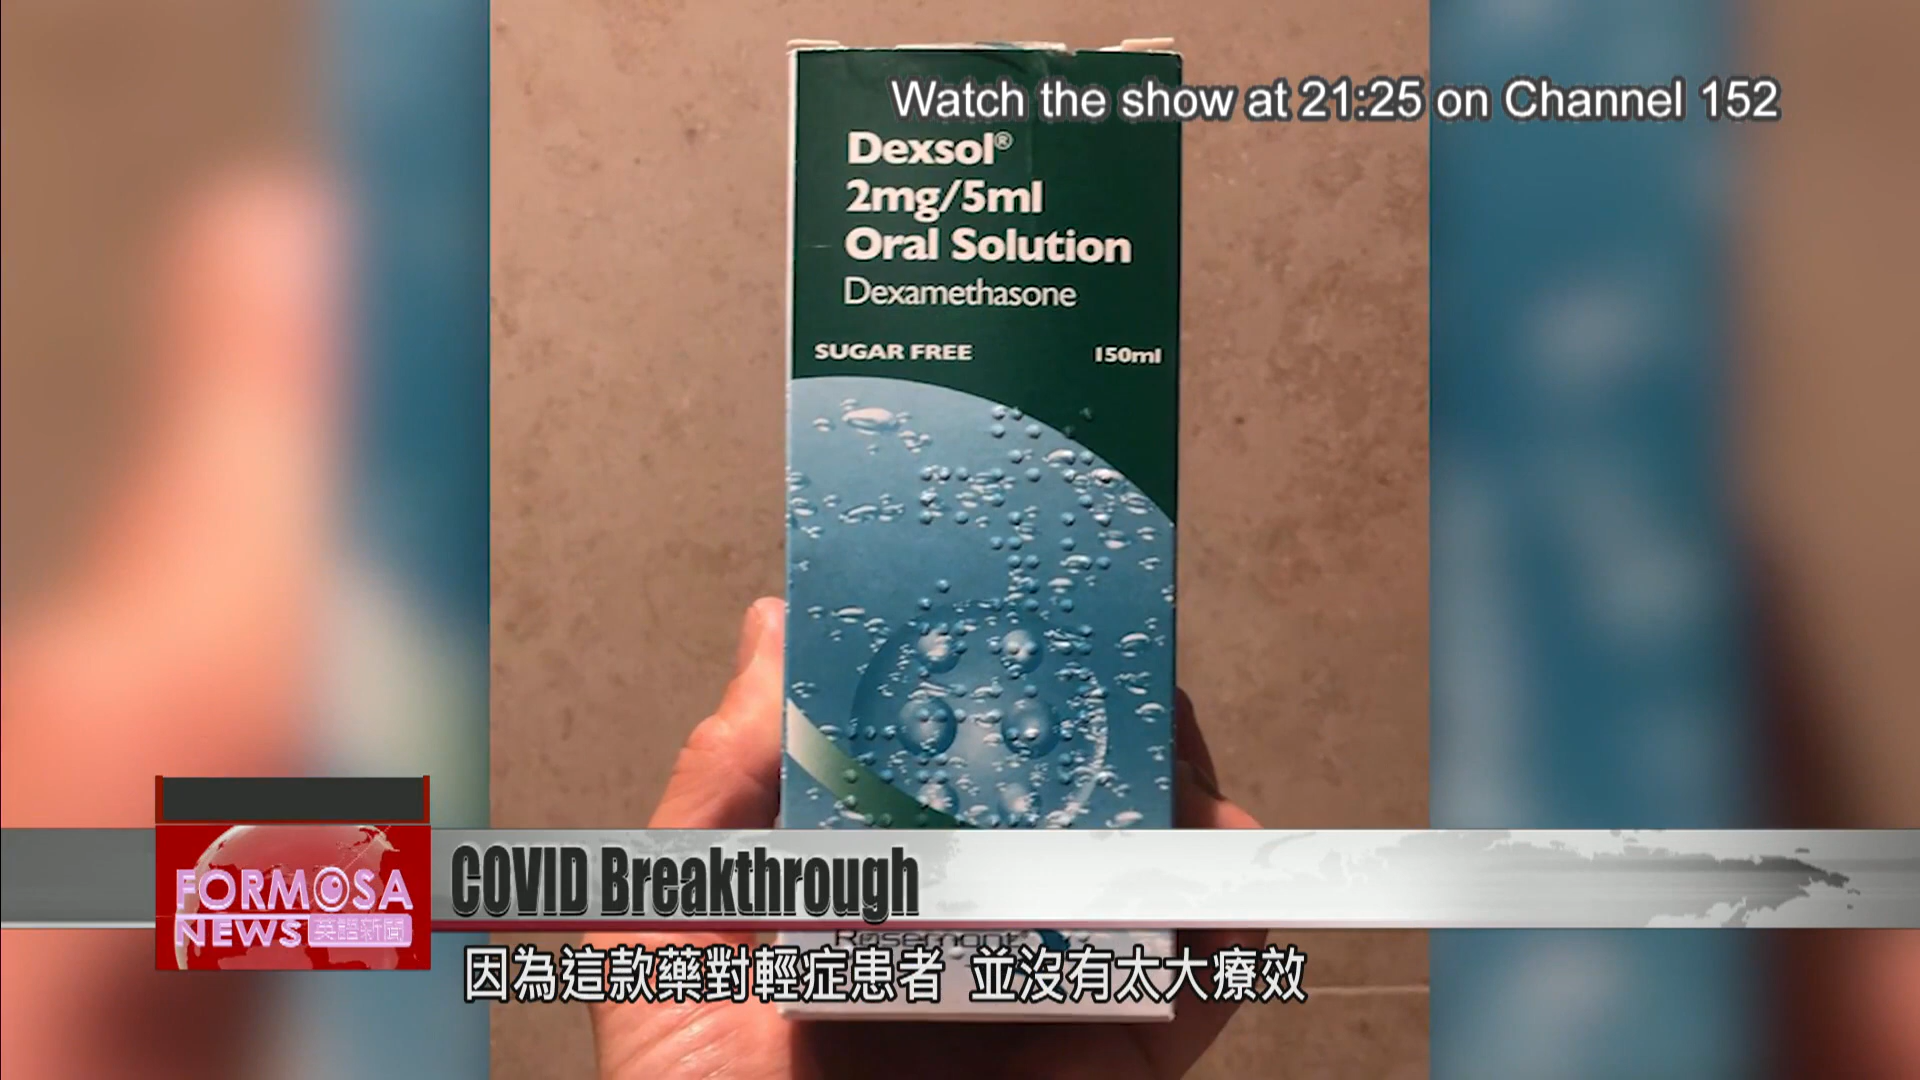 Watch the show at 21:25 on Channel 152
Dexsol®
2mg/5ml
Oral Solution
Dexamethasone
SUGAR FREE 150ml
COVID Breakthrough
FORMOSA
NEWS 英語新聞
Rosemont
因為這款藥對輕症患者 並沒有太大療效